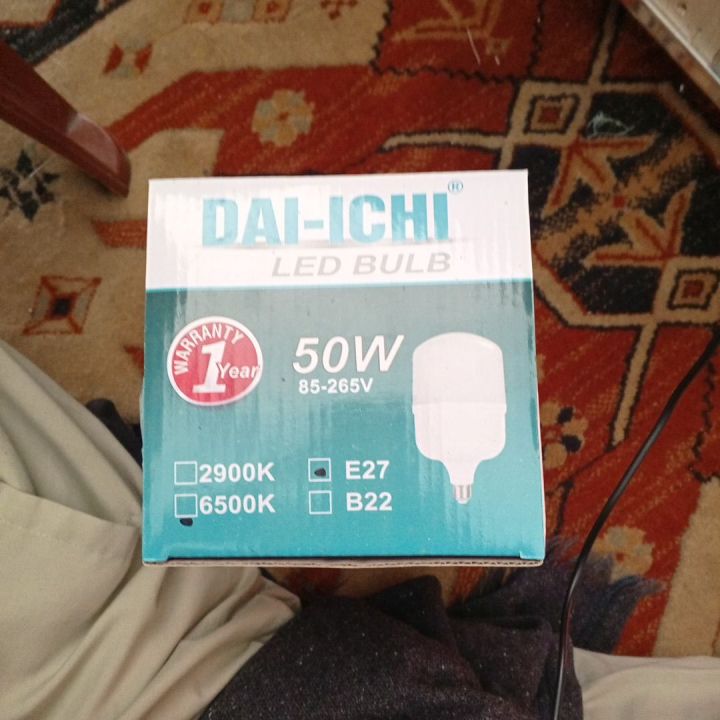 DAI-ICHI®
LED BULB
WARRANTY
1 Year
50W
85-265V
2900K
E27
6500K
B22